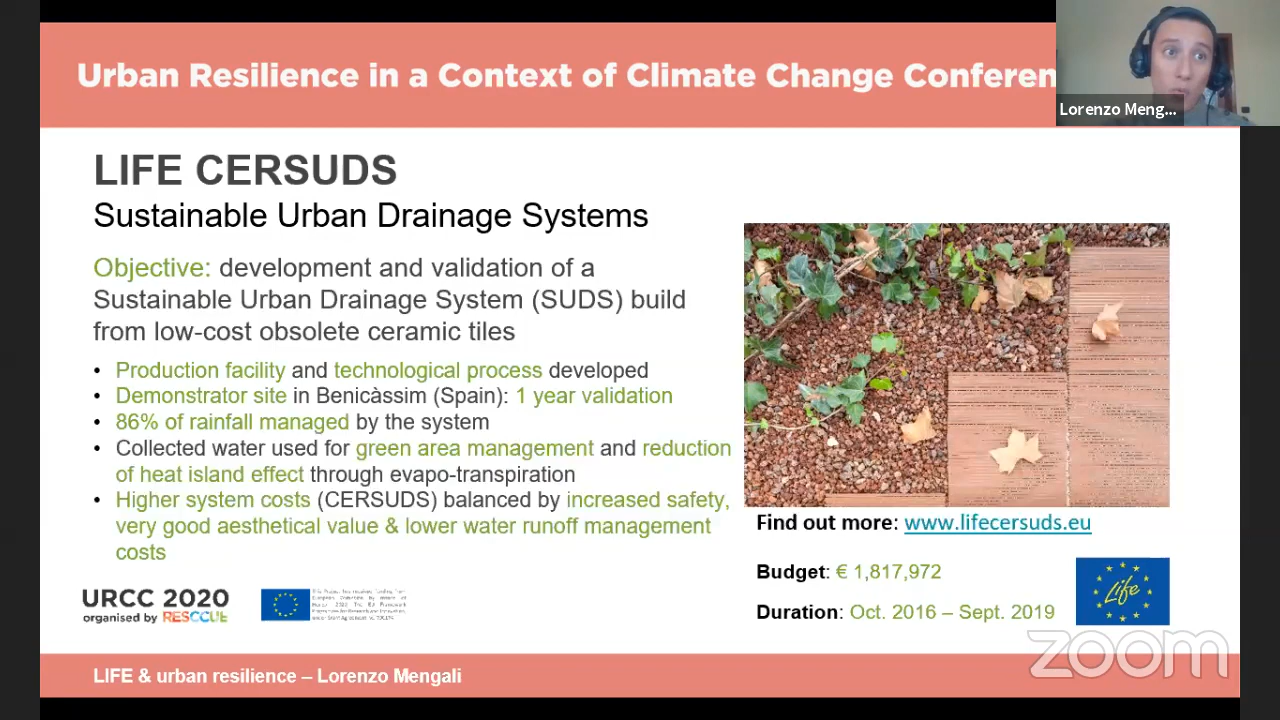 Urban Resilience in a Context of Climate Change Conferen
Lorenzo Meng...
LIFE CERSUDS
Sustainable Urban Drainage Systems
Objective: development and validation of a
Sustainable Urban Drainage System (SUDS) build
from low-cost obsolete ceramic tiles
• Production facility and technological process developed
• Demonstrator site in Benicàssim (Spain): 1 year validation
• 86% of rainfall managed by the system
• Collected water used for green area management and reduction
of heat island effect through evapo-transpiration
• Higher system costs (CERSUDS) balanced by increased safety,
very good aesthetical value & lower water runoff management
costs
Find out more: www.lifecersuds.eu
Budget: € 1,817,972
Duration: Oct. 2016 – Sept. 2019
Life
URCC 2020
organised by RESCCUE
zoom
LIFE & urban resilience – Lorenzo Mengali